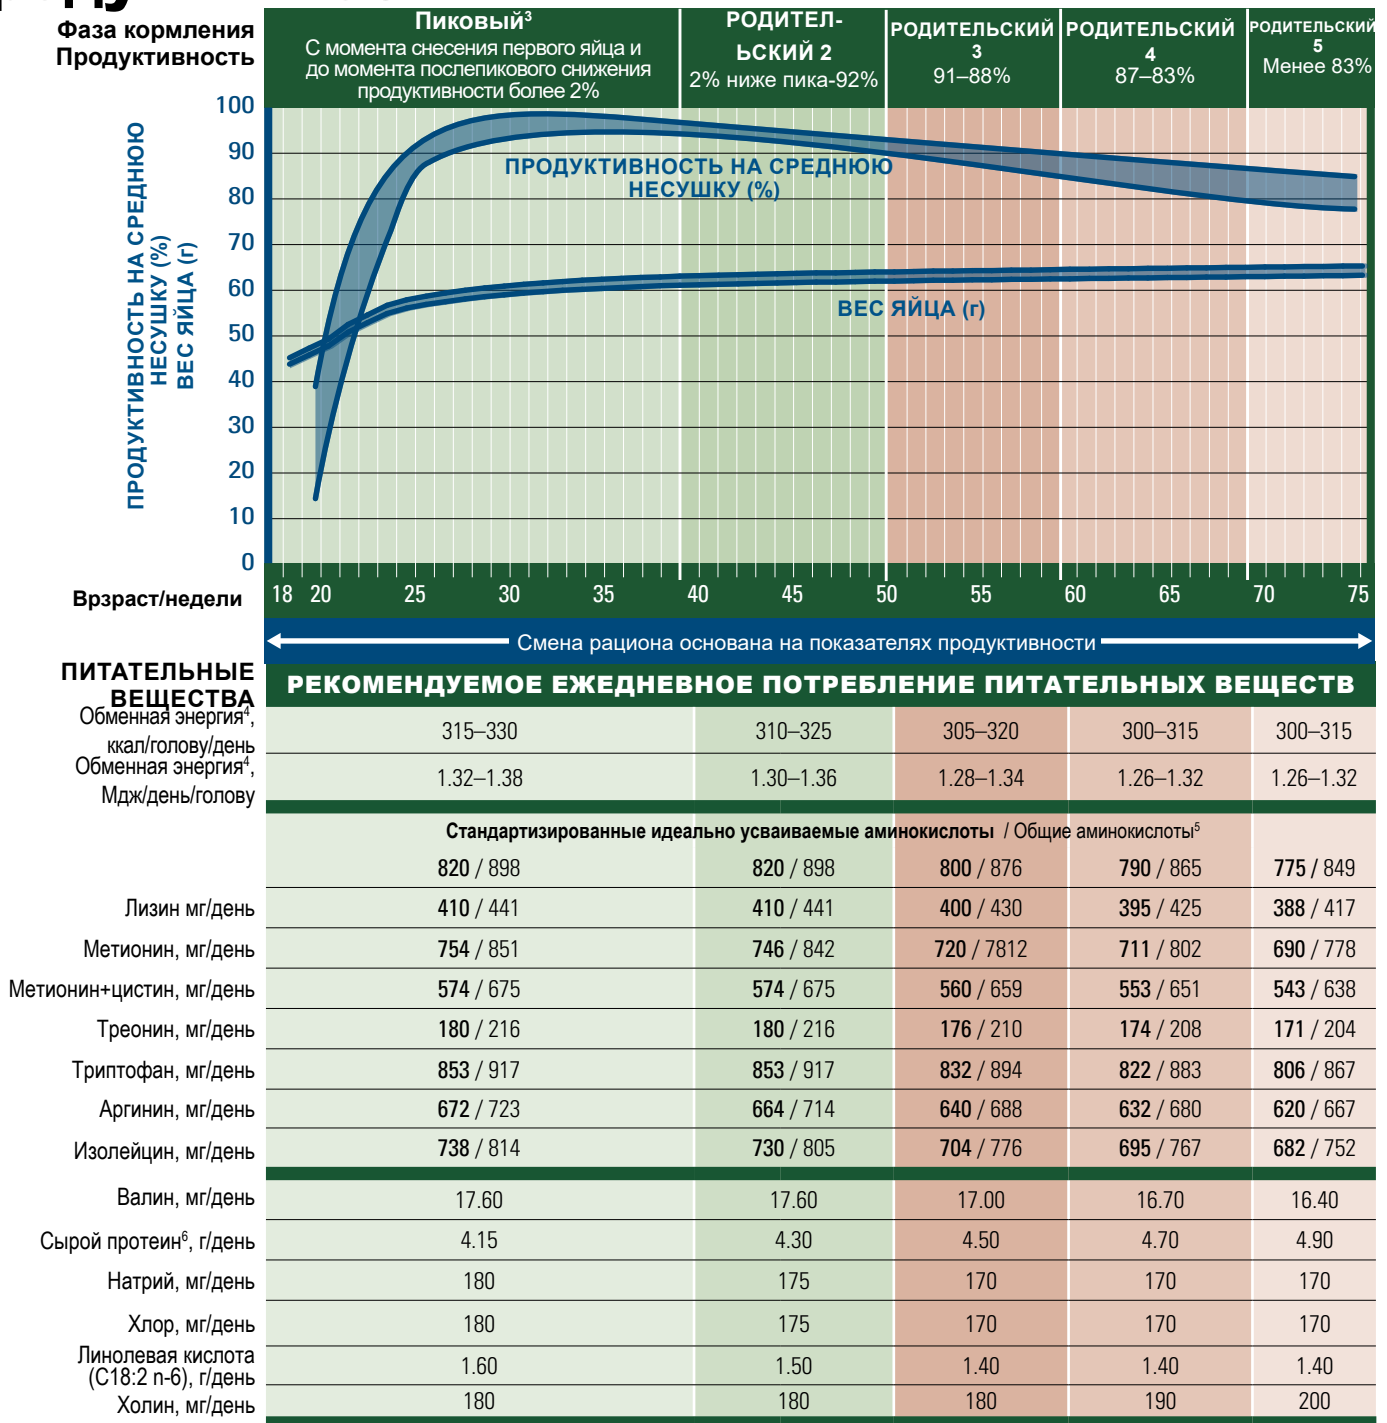 Фаза кормления
Продуктивность
Пиковый³
С момента снесения первого яйца и
до момента послепикового снижения
продуктивности более 2%
РОДИТЕЛ-
ЬСКИЙ 2
2% ниже пика-92%
РОДИТЕЛЬСКИЙ
3
91–88%
РОДИТЕЛЬСКИЙ
4
87–83%
РОДИТЕЛЬСКИЙ
5
Менее 83%
ПРОДУКТИВНОСТЬ НА СРЕДНЮЮ
НЕСУШКУ (%)
ВЕС ЯЙЦА (г)
100
90
80
70
60
50
40
30
20
10
0
ПРОДУКТИВНОСТЬ НА СРЕДНЮЮ
НЕСУШКУ (%)
ВЕС ЯЙЦА (г)
Врзраст/недели 18 20 25 30 35 40 45 50 55 60 65 70 75
Смена рациона основана на показателях продуктивности
ПИТАТЕЛЬНЫЕ
ВЕЩЕСТВА
РЕКОМЕНДУЕМОЕ ЕЖЕДНЕВНОЕ ПОТРЕБЛЕНИЕ ПИТАТЕЛЬНЫХ ВЕЩЕСТВ
Обменная энергия⁴,
ккал/голову/день
315–330 310–325 305–320 300–315 300–315
Обменная энергия⁴,
Мдж/день/голову
1.32–1.38 1.30–1.36 1.28–1.34 1.26–1.32 1.26–1.32
Стандартизированные идеально усваиваемые аминокислоты / Общие аминокислоты⁵
820 / 898 820 / 898 800 / 876 790 / 865 775 / 849
Лизин мг/день 410 / 441 410 / 441 400 / 430 395 / 425 388 / 417
Метионин, мг/день 754 / 851 746 / 842 720 / 7812 711 / 802 690 / 778
Метионин+цистин, мг/день 574 / 675 574 / 675 560 / 659 553 / 651 543 / 638
Треонин, мг/день 180 / 216 180 / 216 176 / 210 174 / 208 171 / 204
Триптофан, мг/день 853 / 917 853 / 917 832 / 894 822 / 883 806 / 867
Аргинин, мг/день 672 / 723 664 / 714 640 / 688 632 / 680 620 / 667
Изолейцин, мг/день 738 / 814 730 / 805 704 / 776 695 / 767 682 / 752
Валин, мг/день 17.60 17.60 17.00 16.70 16.40
Сырой протеин⁶, г/день 4.15 4.30 4.50 4.70 4.90
Натрий, мг/день 180 175 170 170 170
Хлор, мг/день 180 175 170 170 170
Линолевая кислота
(C18:2 n-6), г/день
1.60 1.50 1.40 1.40 1.40
Холин, мг/день 180 180 180 190 200